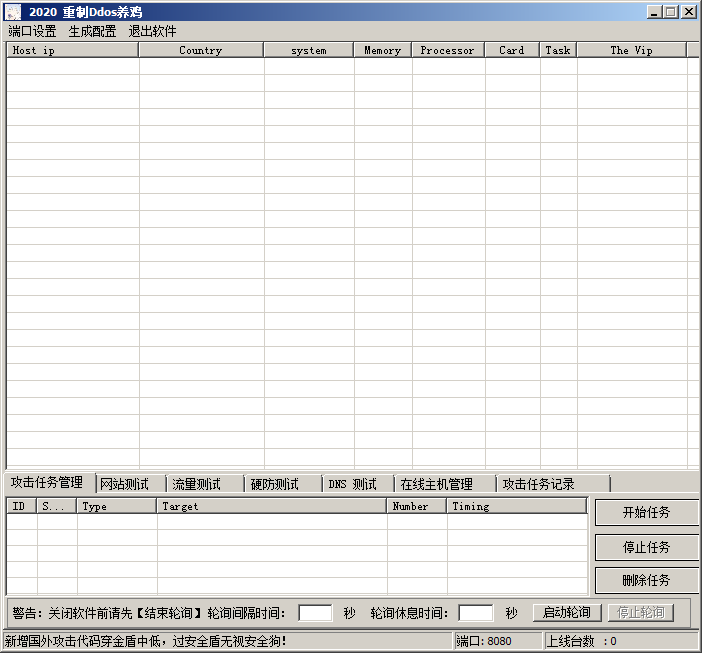 2020 重制Ddos养鸡
端口设置 生成配置 退出软件
Host ip Country system Memory Processor Card Task The Vip
攻击任务管理 网站测试 流量测试 硬防测试 DNS 测试 在线主机管理 攻击任务记录
ID S... Type Target Number Timing
开始任务
停止任务
删除任务
警告: 关闭软件前请先【结束轮询】轮询间隔时间: 秒 轮询休息时间: 秒 启动轮询 停止轮询
新增国外攻击代码穿金盾中低，过安全盾无视安全狗! 端口: 8080 上线台数 :0